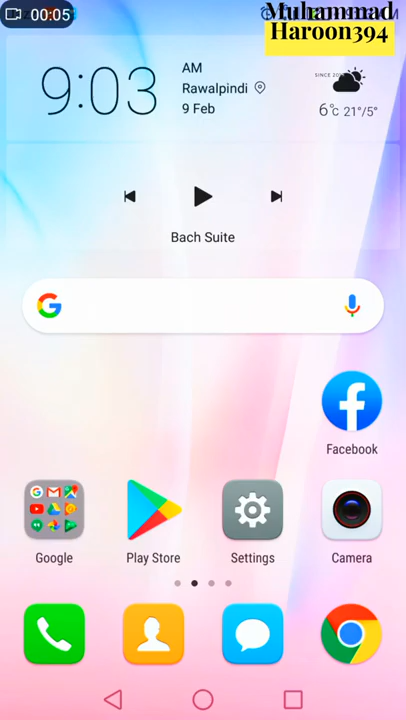 00:05
Muhammad
Haroon394
9:03
AM
Rawalpindi
9 Feb
6°C 21°/5°
Bach Suite
Facebook
Google
Play Store
Settings
Camera